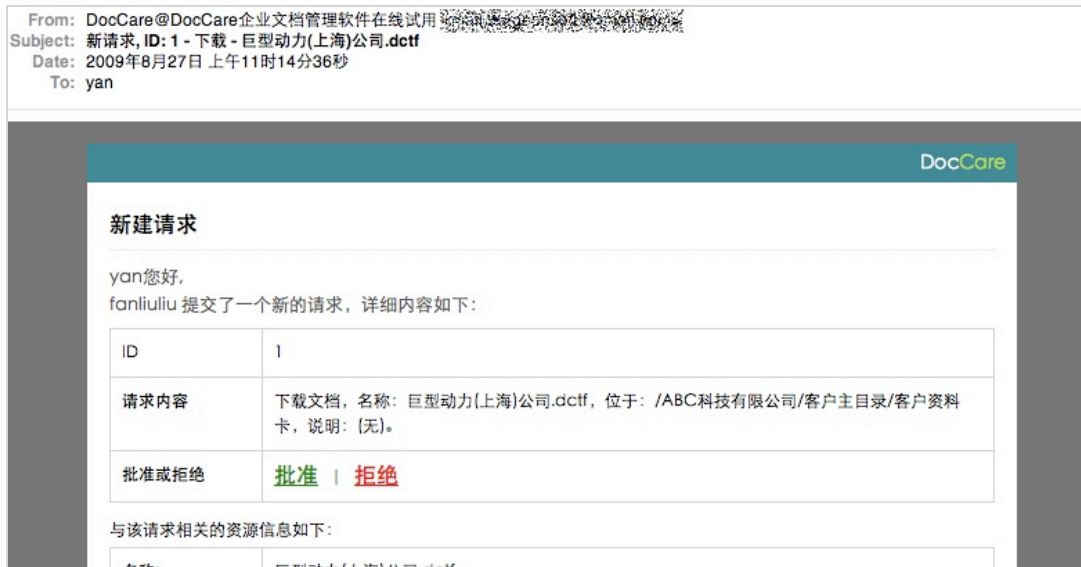 From: DocCare@DocCare企业文档管理软件在线试用
Subject: 新请求, ID: 1 - 下载 - 巨型动力(上海)公司.dctf
Date: 2009年8月27日 上午11时14分36秒
To: yan
DocCare
新建请求
yan您好,
fanliuliu 提交了一个新的请求，详细内容如下：
ID 1
请求内容 下载文档，名称：巨型动力(上海)公司.dctf，位于：/ABC科技有限公司/客户主目录/客户资料
卡，说明：(无)。
批准或拒绝 批准 | 拒绝
与该请求相关的资源信息如下：